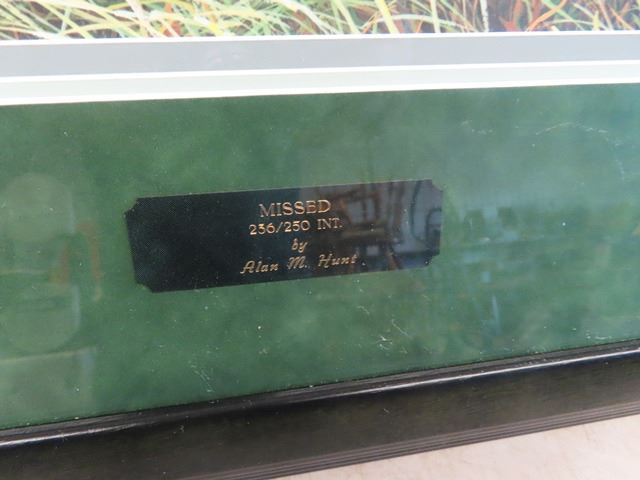 MISSED
236/250 INT.
by
Alan M. Hunt